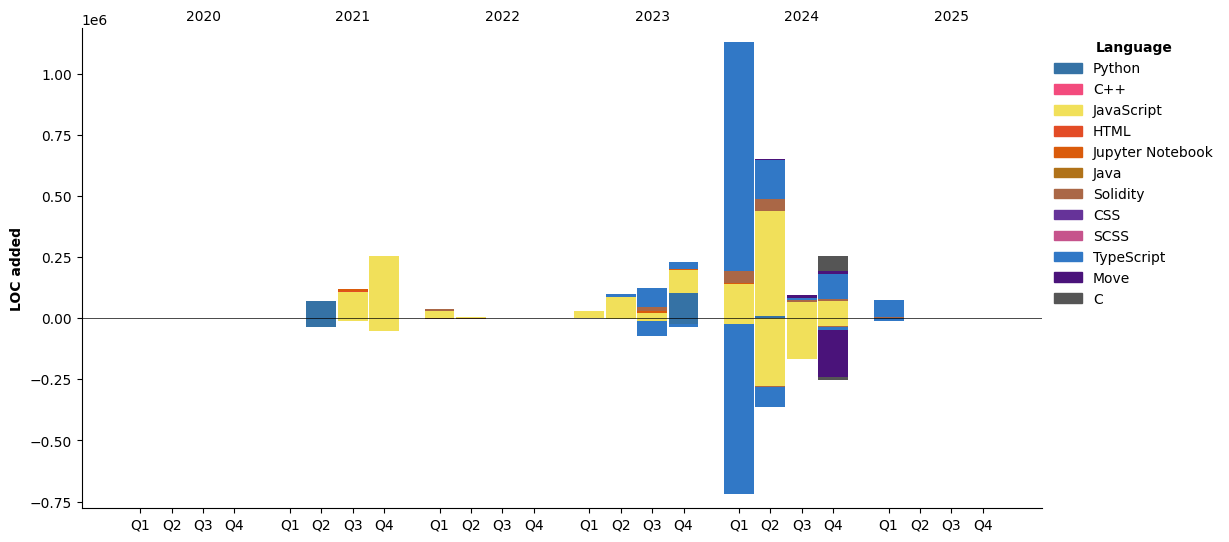 2020 2021 2022 2023 2024 2025
1e6
LOC added
1.00
0.75
0.50
0.25
0.00
−0.25
−0.50
−0.75
Q1 Q2 Q3 Q4 Q1 Q2 Q3 Q4 Q1 Q2 Q3 Q4 Q1 Q2 Q3 Q4 Q1 Q2 Q3 Q4 Q1 Q2 Q3 Q4
Language
Python
C++
JavaScript
HTML
Jupyter Notebook
Java
Solidity
CSS
SCSS
TypeScript
Move
C